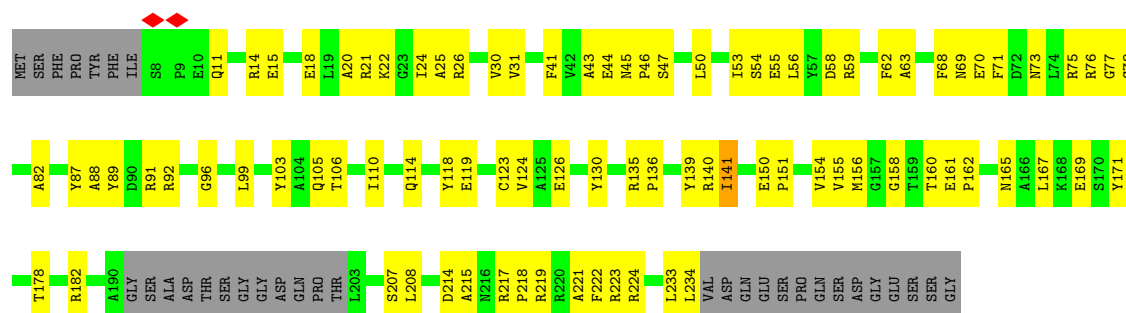 MET SER PHE PRO TYR PHE ILE S8 P9 E10 Q11 R14 E15 E18 L19 A20 R21 K22 G23 I24 A25 R26 V30 V31 F41 V42 A43 E44 N45 P46 S47 L50 I53 S54 E55 L56 Y57 D58 R59 F62 A63 F68 N69 E70 F71 D72 N73 L74 R75 R76 G77
A82 Y87 A88 Y89 D90 R91 R92 G96 L99 Y103 A104 Q105 T106 I110 Q114 Y118 E119 C123 V124 A125 E126 Y130 R135 P136 Y139 R140 I141 E150 P151 V154 V155 M156 G157 G158 T159 T160 E161 P162 N165 A166 L167 K168 E169 S170 Y171
T178 R182 A190 GLY SER ALA ASP THR SER GLY GLY ASP GLN PRO THR L203 S207 L208 D214 A215 N216 R217 P218 R219 R220 A221 F222 R223 R224 L233 L234 VAL ASP GLN GLU SER PRO GLN SER ASP GLY GLU SER SER GLY